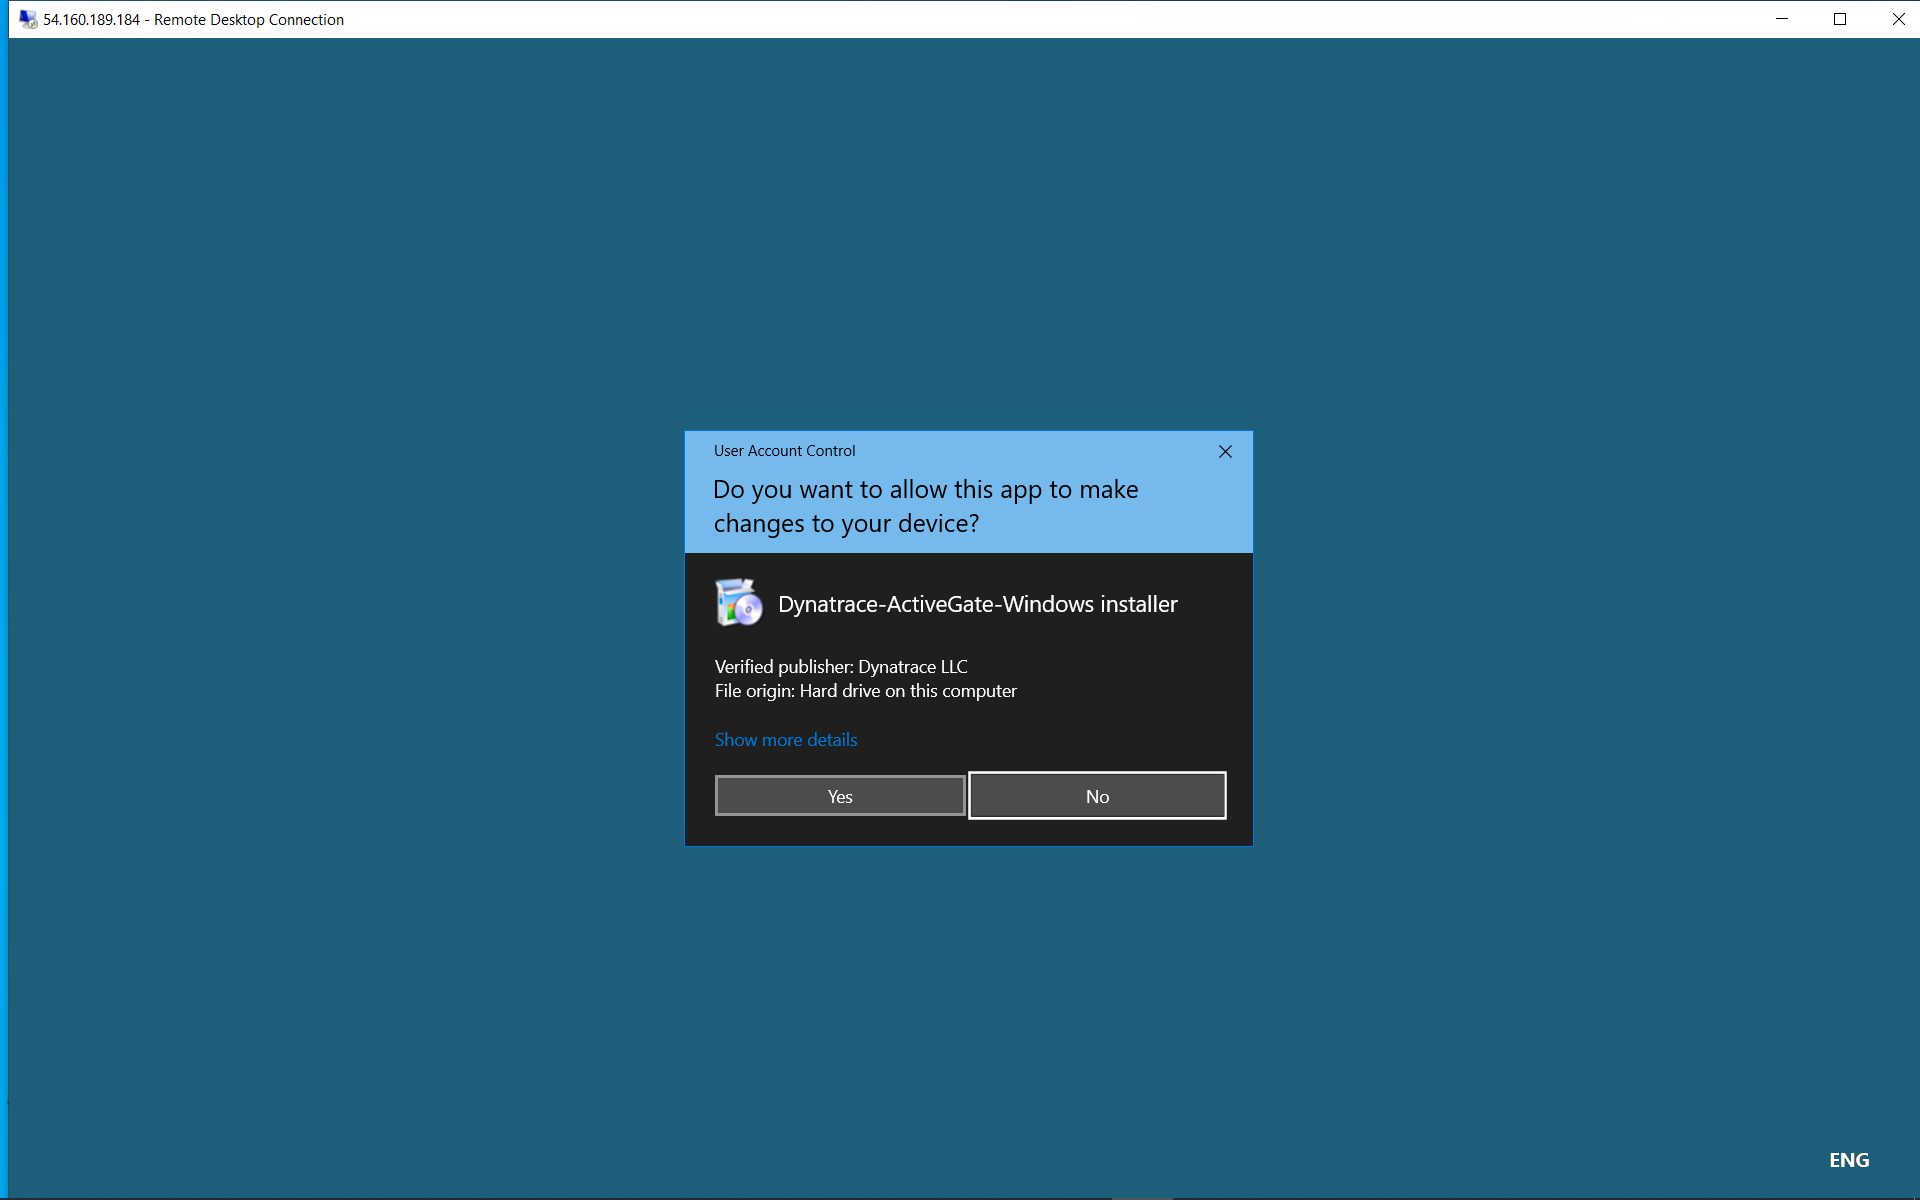 54.160.189.184 - Remote Desktop Connection
User Account Control
Do you want to allow this app to make
changes to your device?
Dynatrace-ActiveGate-Windows installer
Verified publisher: Dynatrace LLC
File origin: Hard drive on this computer
Show more details
Yes
No
ENG